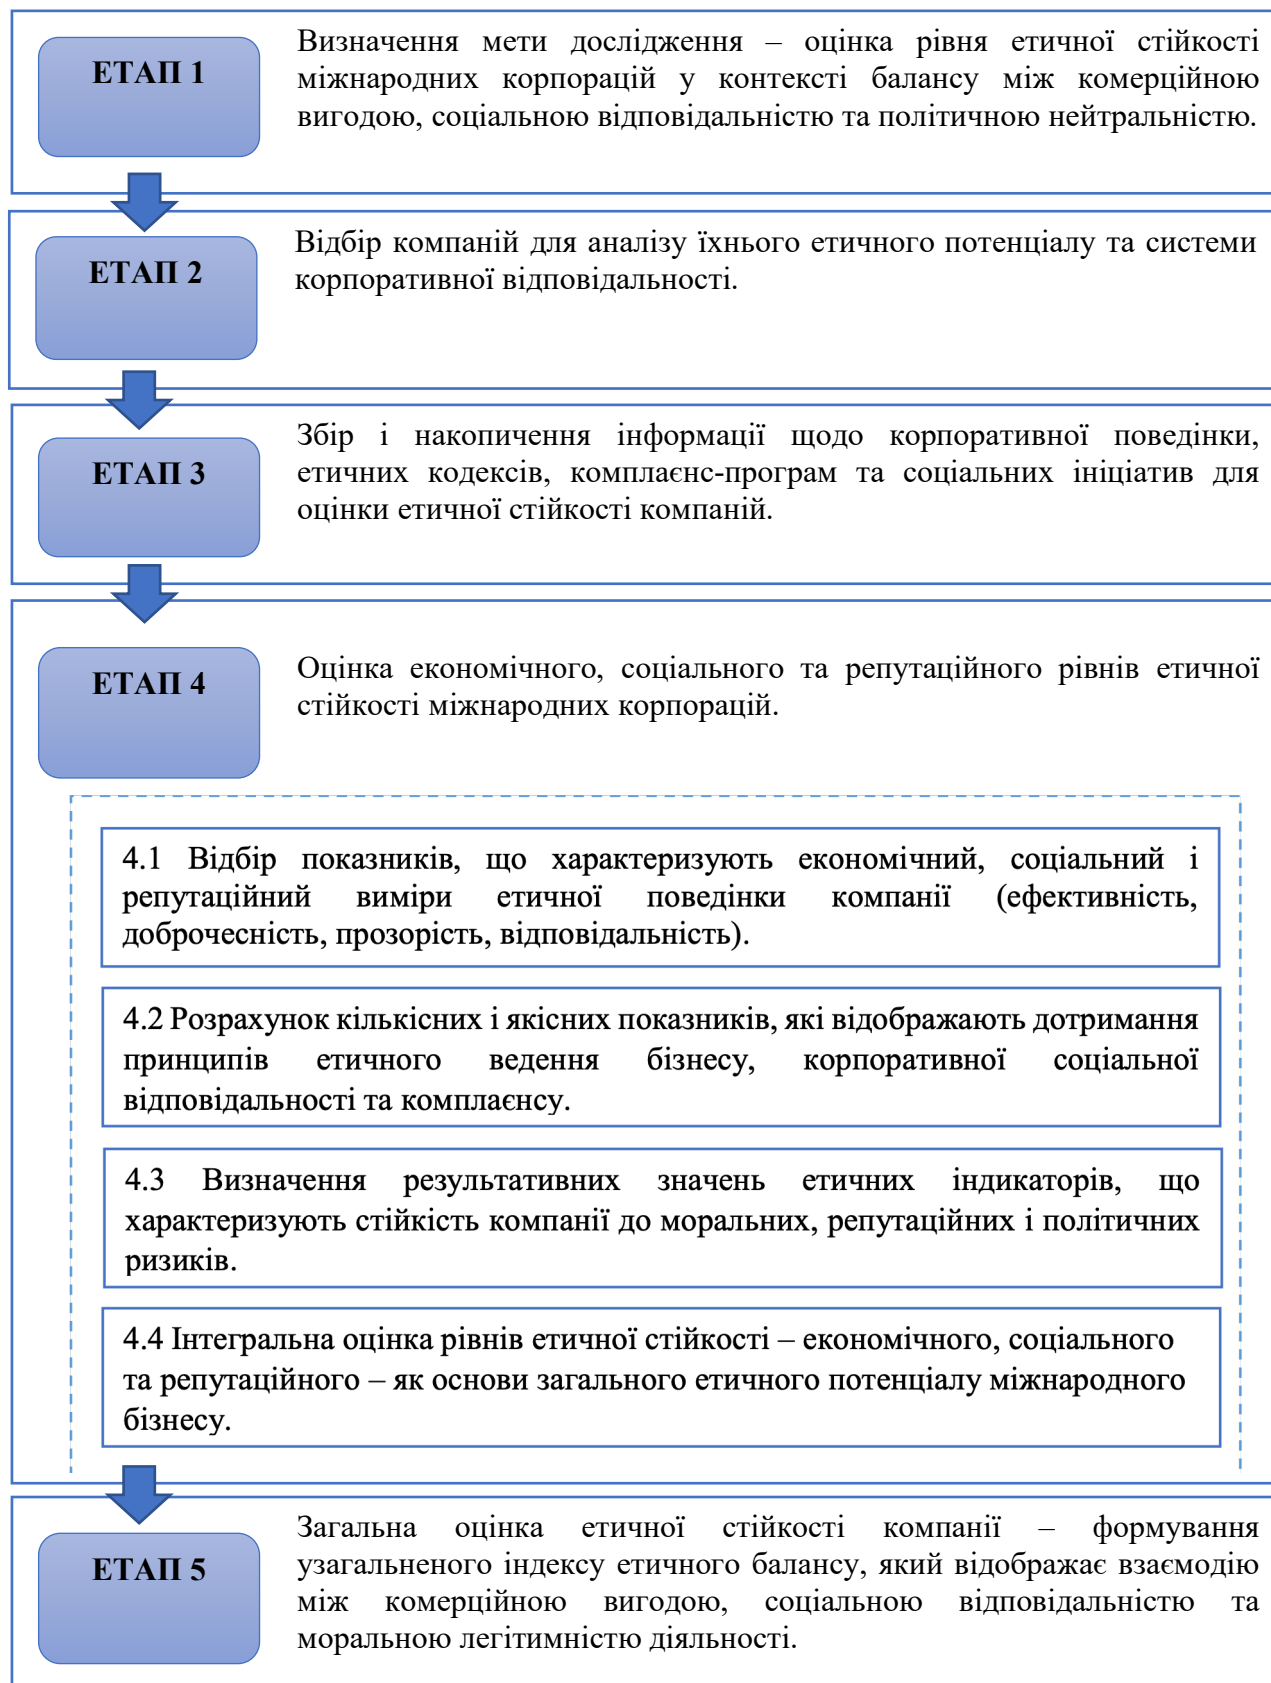 ЕТАП 1
Визначення мети дослідження – оцінка рівня етичної стійкості
міжнародних корпорацій у контексті балансу між комерційною
вигодою, соціальною відповідальністю та політичною нейтральністю.
ЕТАП 2
Відбір компаній для аналізу їхнього етичного потенціалу та системи
корпоративної відповідальності.
ЕТАП 3
Збір і накопичення інформації щодо корпоративної поведінки,
етичних кодексів, комплаєнс-програм та соціальних ініціатив для
оцінки етичної стійкості компаній.
ЕТАП 4
Оцінка економічного, соціального та репутаційного рівнів етичної
стійкості міжнародних корпорацій.
4.1 Відбір показників, що характеризують економічний, соціальний і
репутаційний виміри етичної поведінки компанії (ефективність,
доброчесність, прозорість, відповідальність).
4.2 Розрахунок кількісних і якісних показників, які відображають дотримання
принципів етичного ведення бізнесу, корпоративної соціальної
відповідальності та комплаєнсу.
4.3 Визначення результативних значень етичних індикаторів, що
характеризують стійкість компанії до моральних, репутаційних і політичних
ризиків.
4.4 Інтегральна оцінка рівнів етичної стійкості – економічного, соціального
та репутаційного – як основи загального етичного потенціалу міжнародного
бізнесу.
ЕТАП 5
Загальна оцінка етичної стійкості компанії – формування
узагальненого індексу етичного балансу, який відображає взаємодію
між комерційною вигодою, соціальною відповідальністю та
моральною легітимністю діяльності.